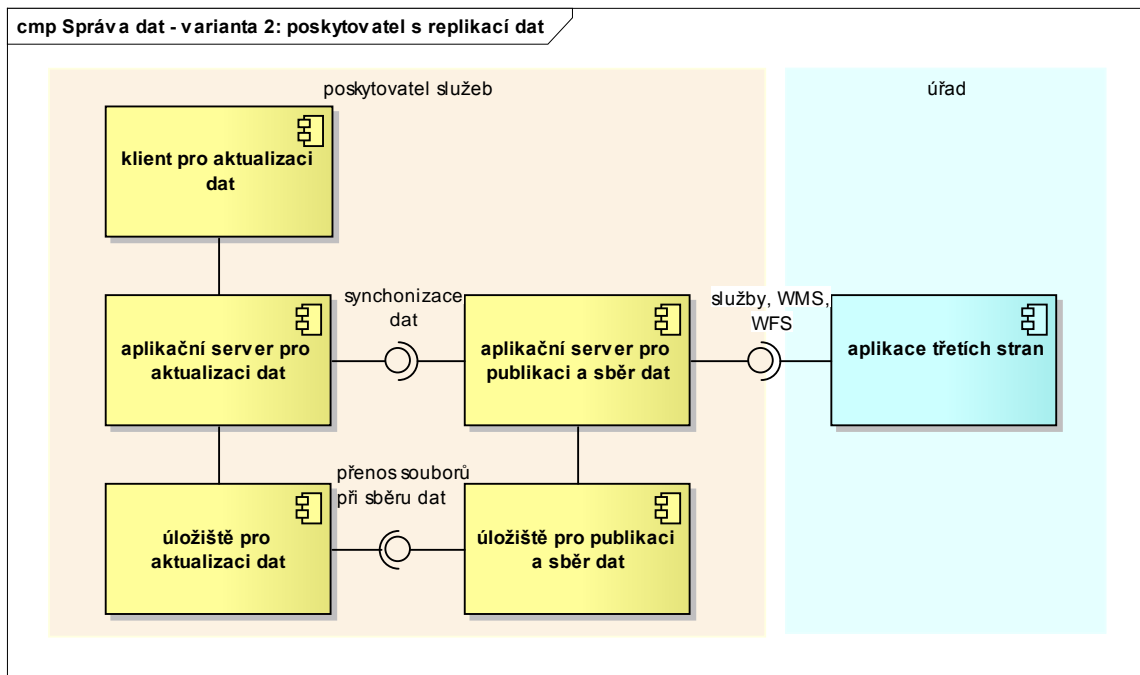 cmp Správa dat - varianta 2: poskytovatel s replikací dat
poskytovatel služeb
úřad
klient pro aktualizaci
dat
synchonizace
dat
služby, WMS,
WFS
aplikační server pro
aktualizaci dat
aplikační server pro
publikaci a sběr dat
aplikace třetích stran
přenos souborů
při sběru dat
úložiště pro
aktualizaci dat
úložiště pro publikaci
a sběr dat